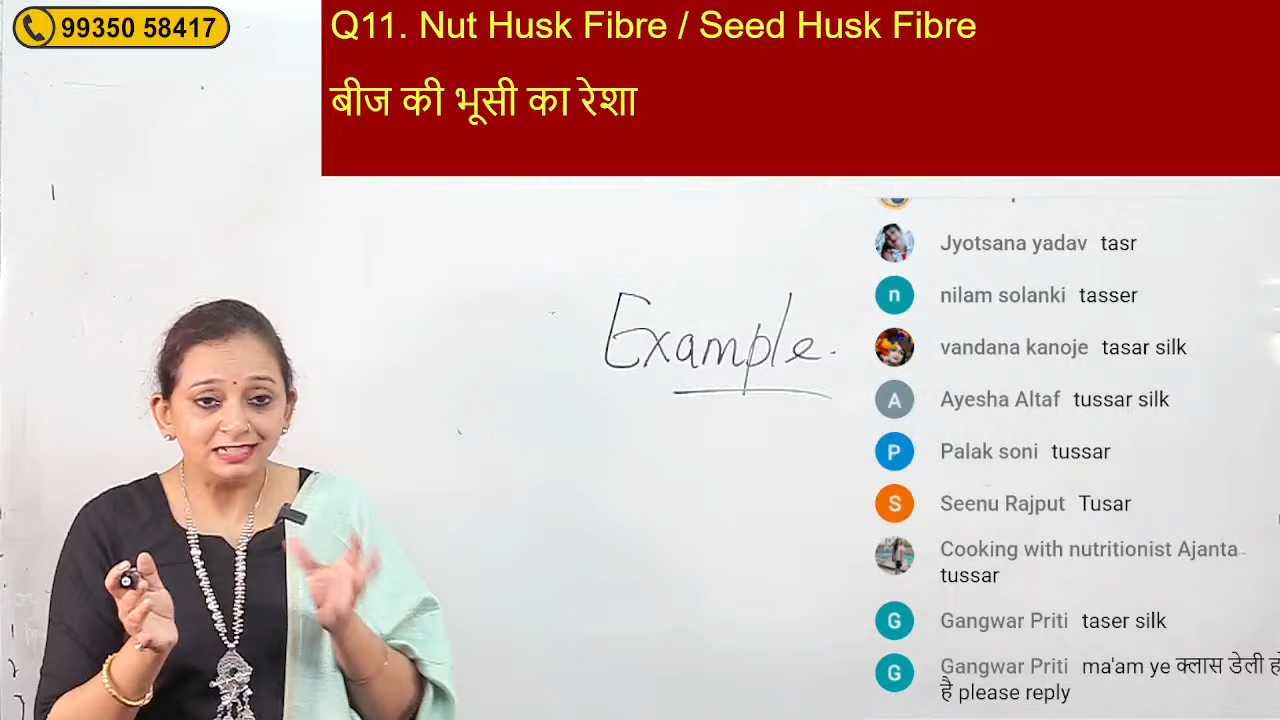 99350 58417
Q11. Nut Husk Fibre / Seed Husk Fibre
बीज की भूसी का रेशा
Example.
Jyotsana yadav tasr
n nilam solanki tasser
vandana kanoje tasar silk
A Ayesha Altaf tussar silk
P Palak soni tussar
S Seenu Rajput Tusar
Cooking with nutritionist Ajanta
tussar
G Gangwar Priti taser silk
G Gangwar Priti ma'am ye क्लास डेली
है please reply